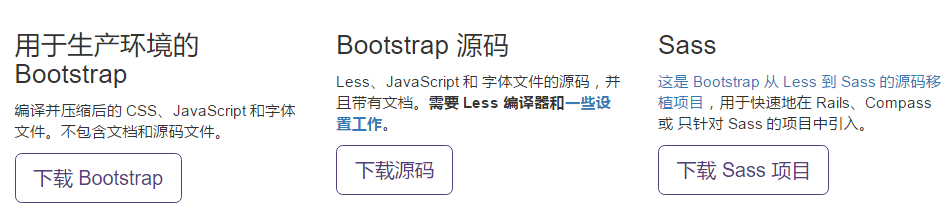 用于生产环境的
Bootstrap
编译并压缩后的 CSS、JavaScript 和字体
文件。不包含文档和源码文件。
下载 Bootstrap
Bootstrap 源码
Less、JavaScript 和 字体文件的源码，并
且带有文档。需要 Less 编译器和一些设
置工作。
下载源码
Sass
这是 Bootstrap 从 Less 到 Sass 的源码移
植项目，用于快速地在 Rails、Compass
或 只针对 Sass 的项目中引入。
下载 Sass 项目